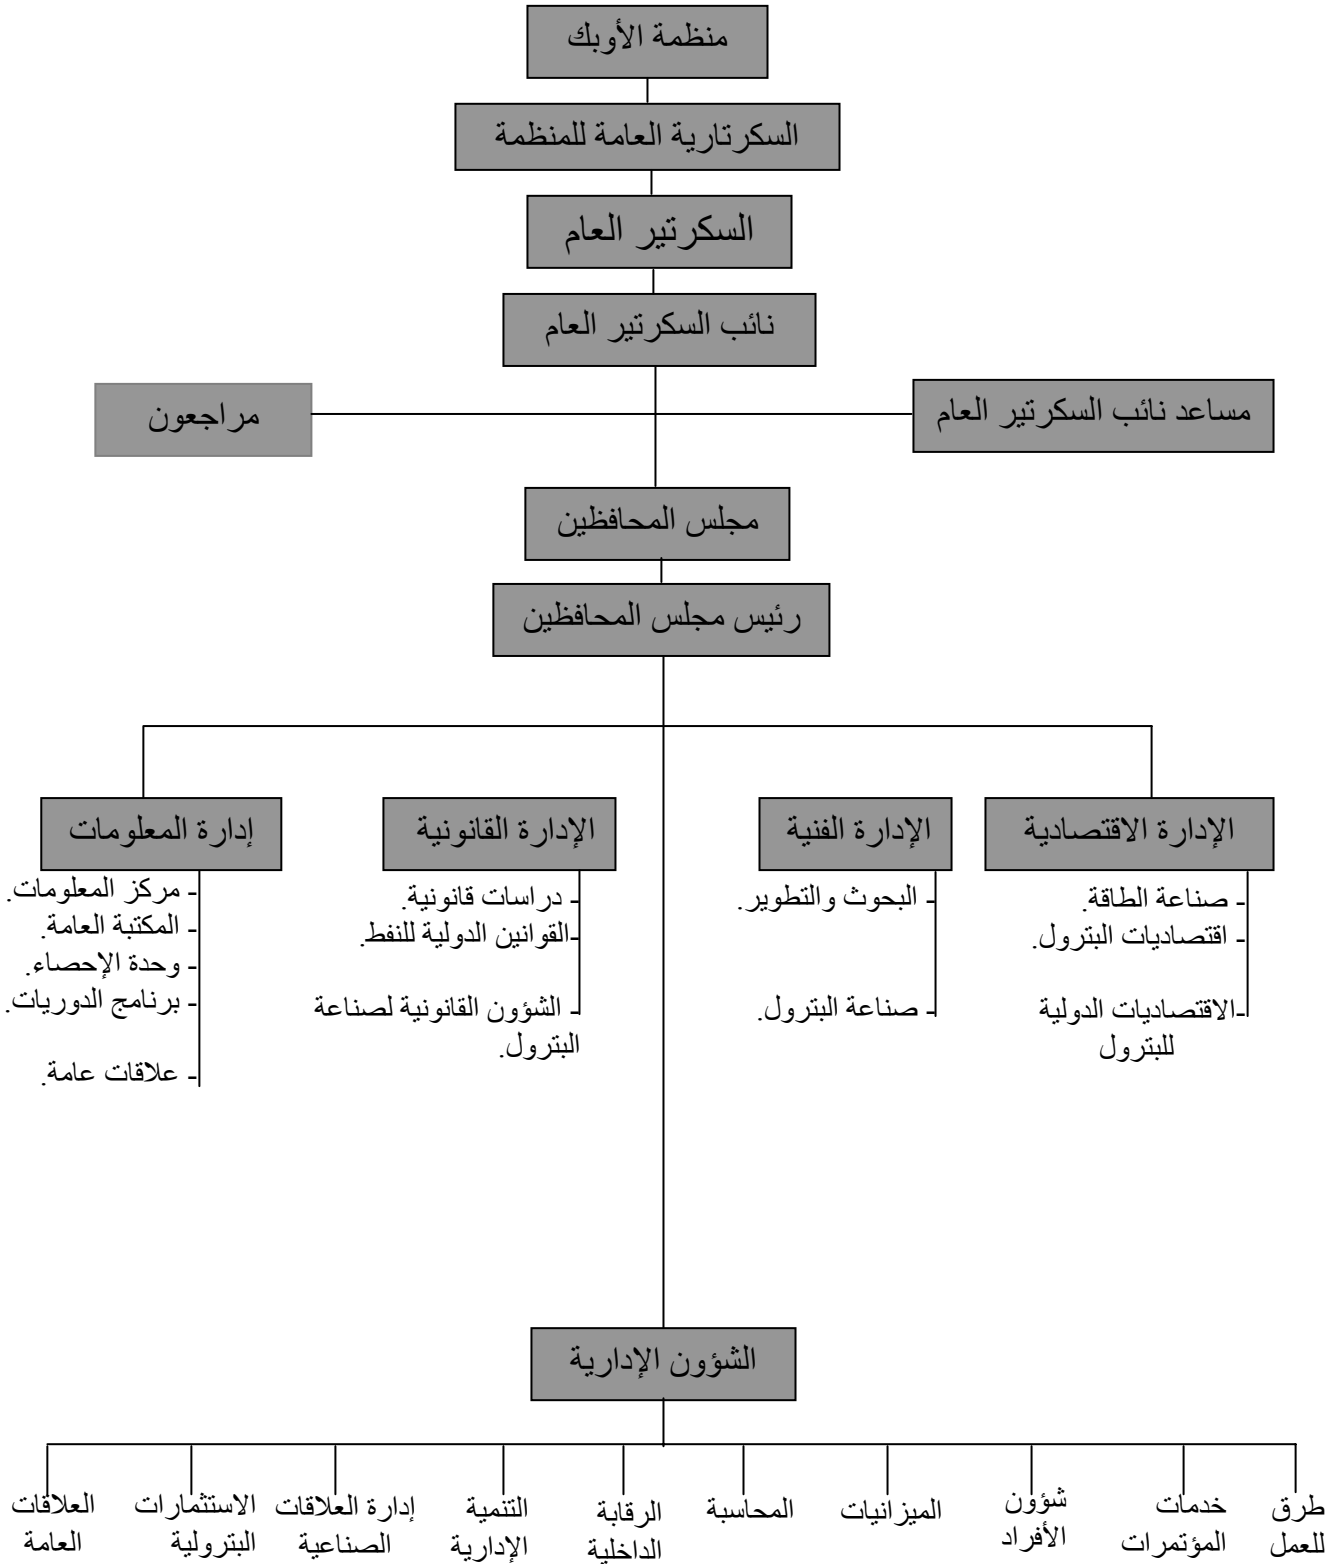 منظمة الأوبك
السكرتارية العامة للمنظمة
السكرتير العام
نائب السكرتير العام
مساعد نائب السكرتير العام
مراجعون
مجلس المحافظين
رئيس مجلس المحافظين
الإدارة الاقتصادية
- صناعة الطاقة.
- اقتصاديات البترول.
-الاقتصاديات الدولية
للبترول
الإدارة الفنية
- البحوث والتطوير.
- صناعة البترول.
الإدارة القانونية
- دراسات قانونية.
-القوانين الدولية للنفط.
- الشؤون القانونية لصناعة
البترول.
إدارة المعلومات
- مركز المعلومات.
- المكتبة العامة.
- وحدة الإحصاء.
- برنامج الدوريات.
- علاقات عامة.
الشؤون الإدارية
طرق
للعمل
خدمات
المؤتمرات
شؤون
الأفراد
الميزانيات
المحاسبة
الرقابة
الداخلية
التنمية
الإدارية
إدارة العلاقات
الصناعية
الاستثمارات
البترولية
العلاقات
العامة